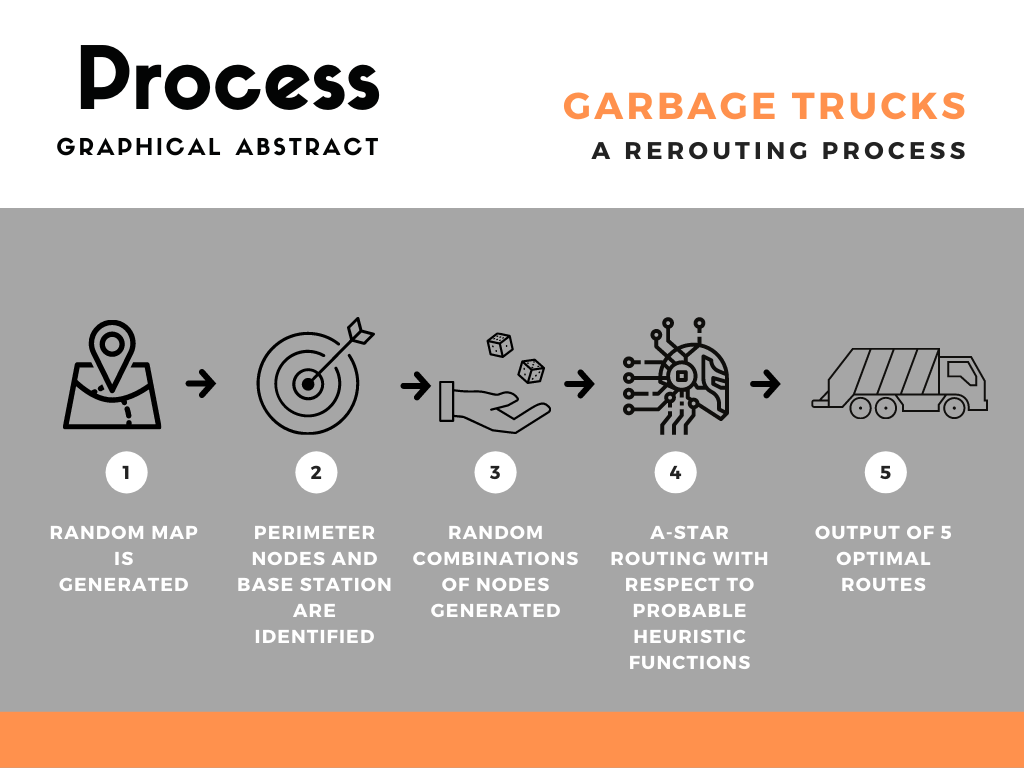 Process
GRAPHICAL ABSTRACT
GARBAGE TRUCKS
A REROUTING PROCESS
1
RANDOM MAP
IS
GENERATED
2
PERIMETER
NODES AND
BASE STATION
ARE
IDENTIFIED
3
RANDOM
COMBINATIONS
OF NODES
GENERATED
4
A-STAR
ROUTING WITH
RESPECT TO
PROBABLE
HEURISTIC
FUNCTIONS
5
OUTPUT OF 5
OPTIMAL
ROUTES